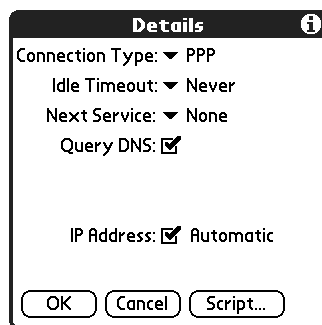 Details
Connection Type: PPP
Idle Timeout: Never
Next Service: None
Query DNS:
IP Address: Automatic
OK Cancel Script...